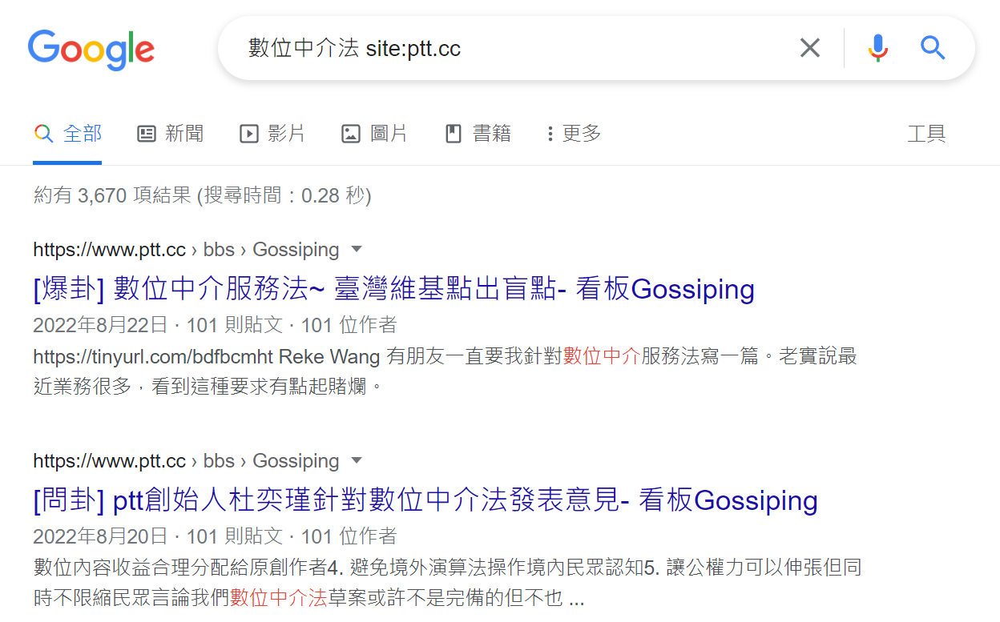 Google
數位中介法 site:ptt.cc
全部 新聞 影片 圖片 書籍 更多 工具
約有 3,670 項結果 (搜尋時間：0.28 秒)
https://www.ptt.cc › bbs › Gossiping
[爆卦] 數位中介服務法~ 臺灣維基點出盲點- 看板Gossiping
2022年8月22日 · 101 則貼文 · 101 位作者
https://tinyurl.com/bdfbcmht Reke Wang 有朋友一直要我針對數位中介服務法寫一篇。老實說最
近業務很多，看到這種要求有點起賭爛。
https://www.ptt.cc › bbs › Gossiping
[問卦] ptt創始人杜奕瑾針對數位中介法發表意見- 看板Gossiping
2022年8月20日 · 101 則貼文 · 101 位作者
數位內容收益合理分配給原創作者4. 避免境外演算法操作境內民眾認知5. 讓公權力可以伸張但同
時不限縮民眾言論我們數位中介法草案或許不是完備的但不也 ...